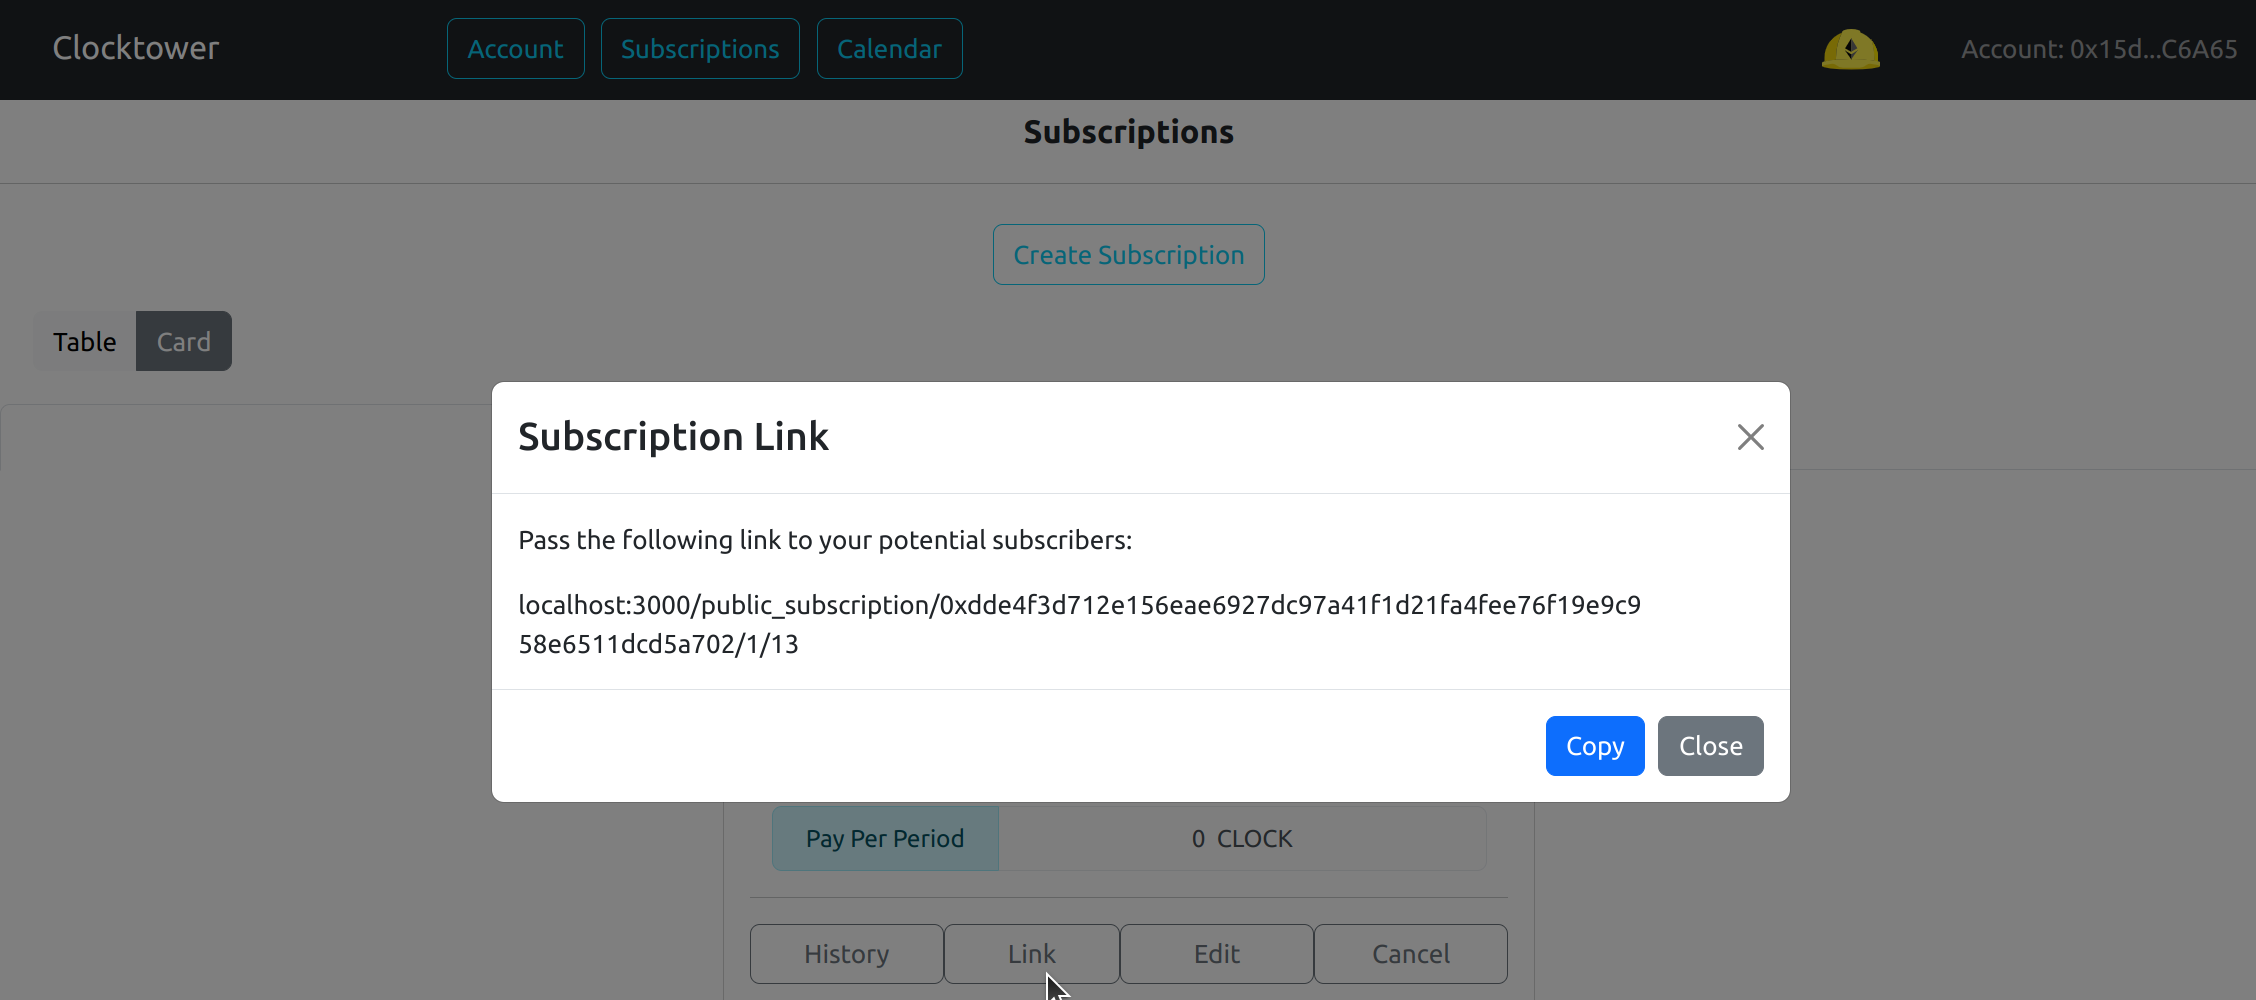 Clocktower
Account
Subscriptions
Calendar
Account: 0x15d...C6A65
Subscriptions
Create Subscription
Table
Card
Subscription Link
Pass the following link to your potential subscribers:
localhost:3000/public_subscription/0xdde4f3d712e156eae6927dc97a41f1d21fa4fee76f19e9c9
58e6511dcd5a702/1/13
Copy
Close
Pay Per Period
0 CLOCK
History
Link
Edit
Cancel